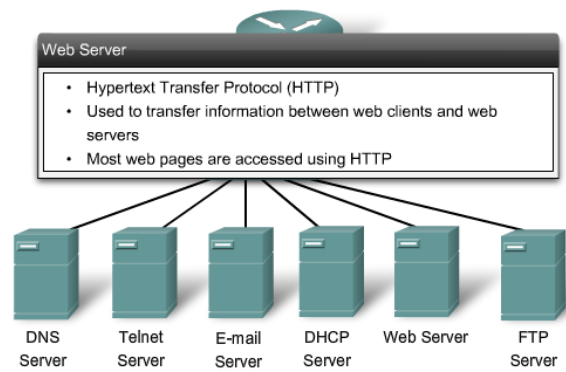 Web Server
• Hypertext Transfer Protocol (HTTP)
• Used to transfer information between web clients and web
servers
• Most web pages are accessed using HTTP
DNS
Server
Telnet
Server
E-mail
Server
DHCP
Server
Web Server
FTP
Server